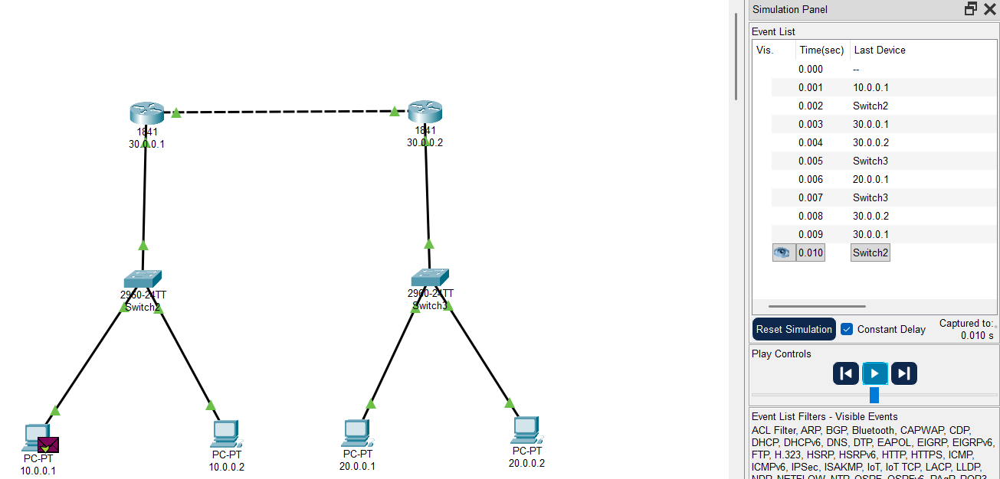 Simulation Panel
Event List
Vis. Time(sec) Last Device
0.000 --
0.001 10.0.0.1
0.002 Switch2
0.003 30.0.0.1
0.004 30.0.0.2
0.005 Switch3
0.006 20.0.0.1
0.007 Switch3
0.008 30.0.0.2
0.009 30.0.0.1
0.010 Switch2
Reset Simulation Constant Delay Captured to:
0.010 s
Play Controls
Event List Filters - Visible Events
ACL Filter, ARP, BGP, Bluetooth, CAPWAP, CDP,
DHCP, DHCPv6, DNS, DTP, EAPOL, EIGRP, EIGRPv6,
FTP, H.323, HSRP, HSRPv6, HTTP, HTTPS, ICMP,
ICMPv6, IPSec, ISAKMP, IoT, IoT TCP, LACP, LLDP,
NDP, NETFLOW, NTP, OSPF, OSPFv6, PAgP, POP3,
1841
30.0.0.1
1841
30.0.0.2
2960-24TT
Switch2
2960-24TT
Switch3
PC-PT
10.0.0.1
PC-PT
10.0.0.2
PC-PT
20.0.0.1
PC-PT
20.0.0.2